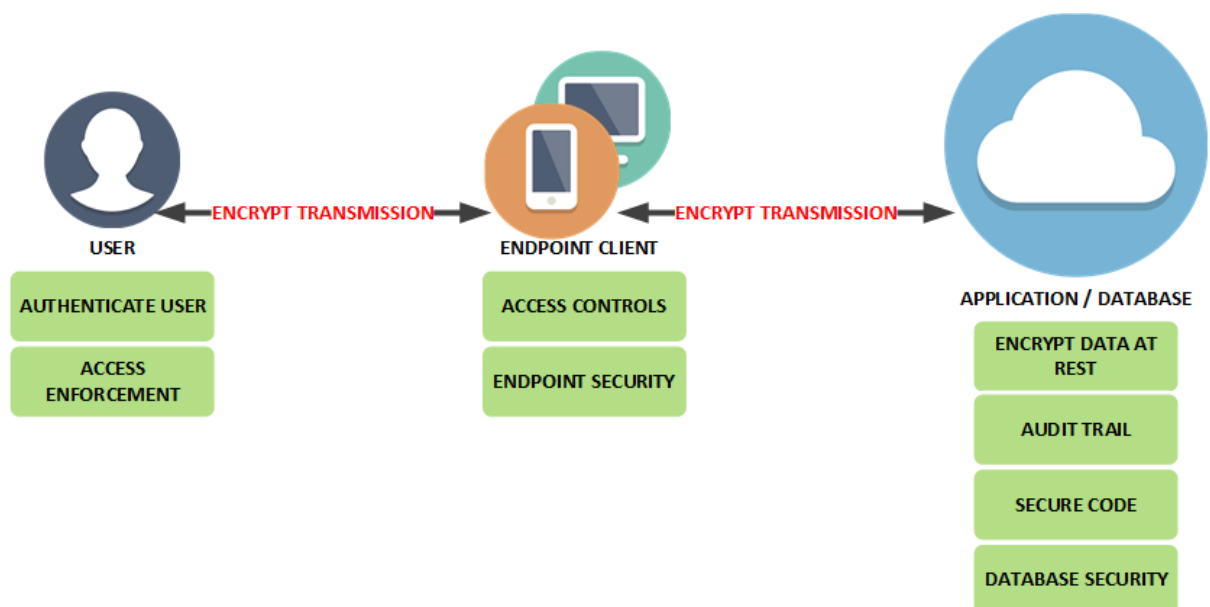 ENCRYPT TRANSMISSION
ENCRYPT TRANSMISSION
USER
AUTHENTICATE USER
ACCESS
ENFORCEMENT
ENDPOINT CLIENT
ACCESS CONTROLS
ENDPOINT SECURITY
APPLICATION / DATABASE
ENCRYPT DATA AT
REST
AUDIT TRAIL
SECURE CODE
DATABASE SECURITY